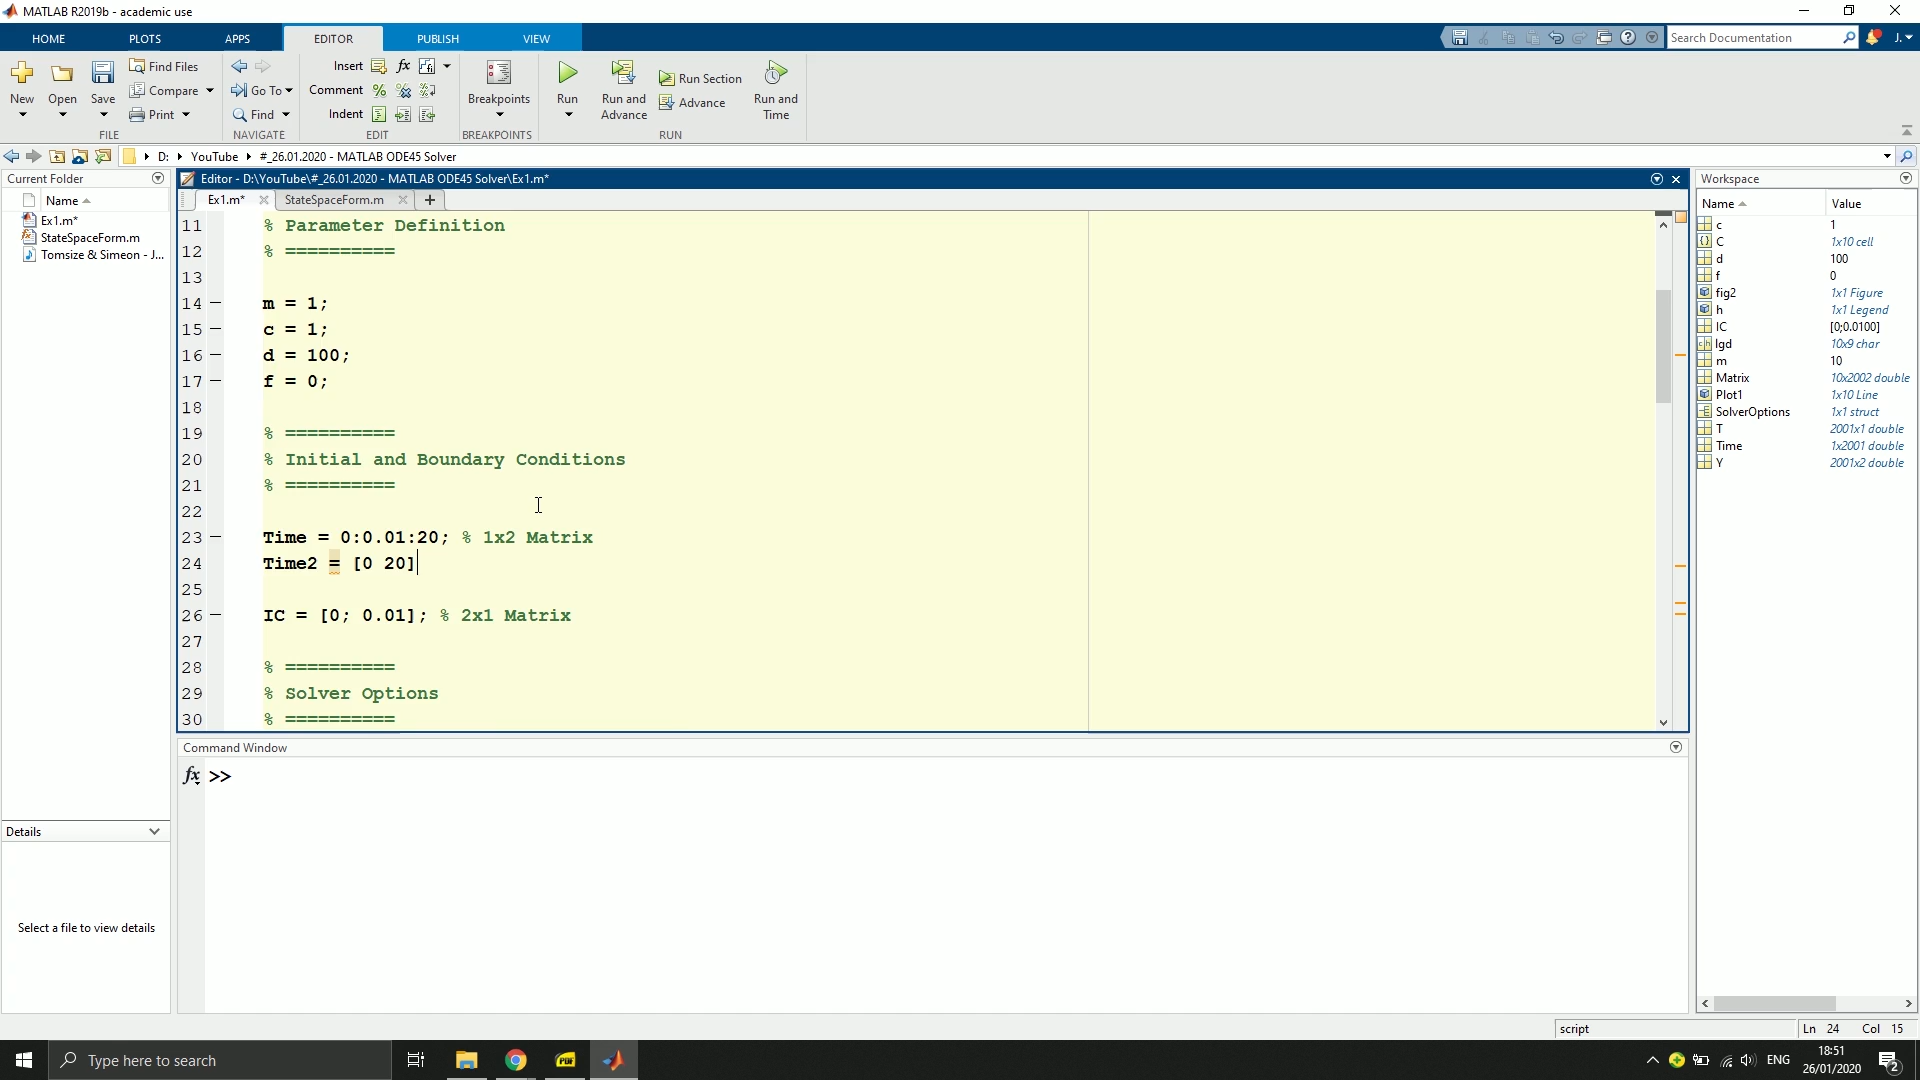 MATLAB R2019b - academic use
HOME PLOTS APPS EDITOR PUBLISH VIEW
Search Documentation
J.
New Open Save
Find Files
Compare
Print
FILE
Go To
Find
NAVIGATE
Insert fx
Comment
Indent
EDIT
Breakpoints
BREAKPOINTS
Run
Run and Advance
Run Section
Advance
Run and Time
RUN
D: YouTube #_26.01.2020 - MATLAB ODE45 Solver
Current Folder
Name
Ex1.m*
StateSpaceForm.m
Tomsize & Simeon - J...
Details
Select a file to view details
Editor - D:\YouTube\#_26.01.2020 - MATLAB ODE45 Solver\Ex1.m*
Ex1.m* StateSpaceForm.m
11 % Parameter Definition
12 % ==========
13
14 m = 1;
15 c = 1;
16 d = 100;
17 f = 0;
18
19 % ==========
20 % Initial and Boundary Conditions
21 % ==========
22
23 Time = 0:0.01:20; % 1x2 Matrix
24 Time2 = [0 20]
25
26 IC = [0; 0.01]; % 2x1 Matrix
27
28 % ==========
29 % Solver Options
30 % ==========
Command Window
fx >>
Workspace
Name Value
c 1
C 1x10 cell
d 100
f 0
fig2 1x1 Figure
h 1x1 Legend
IC [0;0.0100]
lgd 10x9 char
m 10
Matrix 10x2002 double
Plot1 1x10 Line
SolverOptions 1x1 struct
T 2001x1 double
Time 1x2001 double
Y 2001x2 double
script Ln 24 Col 15
Type here to search
PDF
ENG
18:51
26/01/2020
2